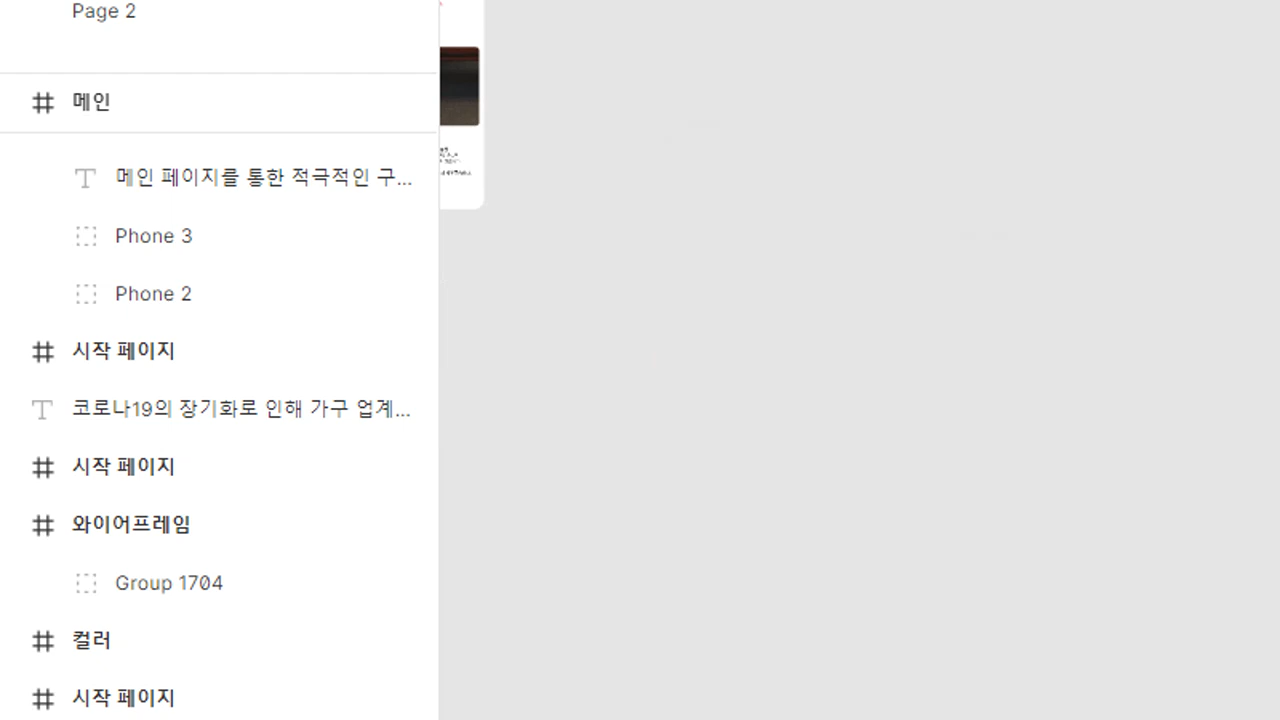 Page 2
메인
메인 페이지를 통한 적극적인 구...
Phone 3
Phone 2
시작 페이지
코로나19의 장기화로 인해 가구 업계...
시작 페이지
와이어프레임
Group 1704
컬러
시작 페이지